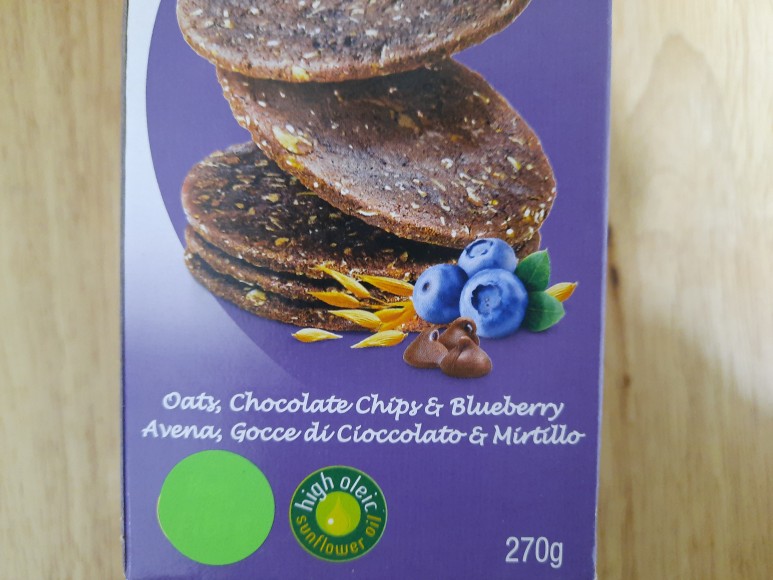 Oats, Chocolate Chips & Blueberry
Avena, Gocce di Cioccolato & Mirtillo
high oleic
sunflower oil
270g